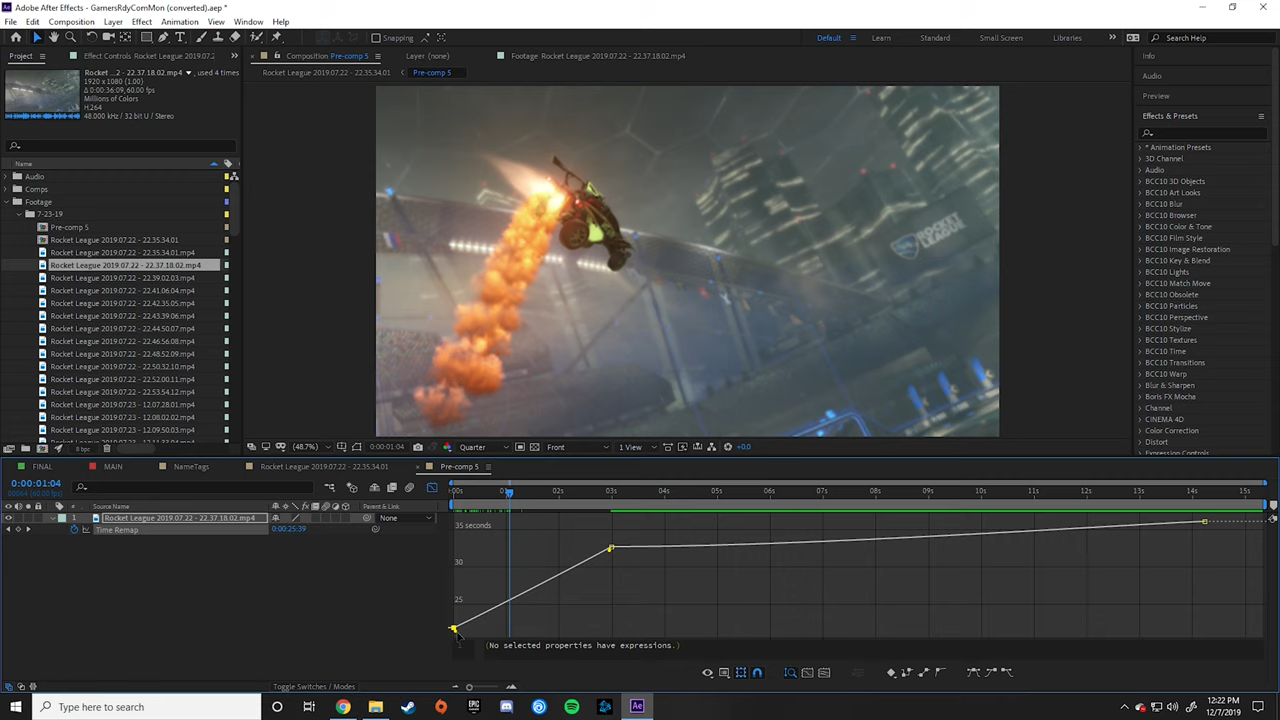 Adobe After Effects - GamersRdyComMon (converted).aep *
File Edit Composition Layer Effect Animation View Window Help
Snapping Default Learn Standard Small Screen Libraries Search Help
Project Effect Controls Rocket League 2019.07.2 Composition Pre-comp 5 Layer (none) Footage Rocket League 2019.07.22 - 22.37.18.02.mp4 Info
Rocket League 2019.07.22 - 22.35.34.01 Pre-comp 5
Rocket ...2 - 22.37.18.02.mp4 , used 4 times
1920 x 1080 (1.00)
Δ 0:00:36:09, 60.00 fps
Millions of Colors
H.264
48.000 kHz / 32 bit U / Stereo
Audio
Preview
Effects & Presets
Name
Audio
Comps
Footage
7-23-19
Pre-comp 5
Rocket League 2019.07.22 - 22.35.34.01
Rocket League 2019.07.22 - 22.35.34.01.mp4
Rocket League 2019.07.22 - 22.37.18.02.mp4
Rocket League 2019.07.22 - 22.39.02.03.mp4
Rocket League 2019.07.22 - 22.41.06.04.mp4
Rocket League 2019.07.22 - 22.42.35.05.mp4
Rocket League 2019.07.22 - 22.43.39.06.mp4
Rocket League 2019.07.22 - 22.44.50.07.mp4
Rocket League 2019.07.22 - 22.46.56.08.mp4
Rocket League 2019.07.22 - 22.48.52.09.mp4
Rocket League 2019.07.22 - 22.50.32.10.mp4
Rocket League 2019.07.22 - 22.52.00.11.mp4
Rocket League 2019.07.22 - 22.53.54.12.mp4
Rocket League 2019.07.23 - 12.07.28.01.mp4
Rocket League 2019.07.23 - 12.08.02.02.mp4
Rocket League 2019.07.23 - 12.09.50.03.mp4
ROCKET
LEAGUE
* Animation Presets
3D Channel
Audio
BCC10 3D Objects
BCC10 Art Looks
BCC10 Blur
BCC10 Browser
BCC10 Color & Tone
BCC10 Film Style
BCC10 Image Restoration
BCC10 Key & Blend
BCC10 Lights
BCC10 Match Move
BCC10 Obsolete
BCC10 Particles
BCC10 Perspective
BCC10 Stylize
BCC10 Textures
BCC10 Time
BCC10 Transitions
BCC10 Warp
Blur & Sharpen
Boris FX Mocha
Channel
CINEMA 4D
Color Correction
Distort
Expression Controls
8 bpc (48.7%) 0:00:01:04 Quarter Front 1 View +0.0
FINAL MAIN NameTags Rocket League 2019.07.22 - 22.35.34.01 Pre-comp 5
0:00:01:04
00064 (60.00 fps)
:00s 02s 03s 04s 05s 06s 07s 08s 09s 10s 11s 12s 13s 14s 15s
# Source Name Parent & Link
1 Rocket League 2019.07.22 - 22.37.18.02.mp4 None
Time Remap 0:00:25:39
35 seconds
30
25
1 (No selected properties have expressions.)
Toggle Switches / Modes
Type here to search
Ae
12:22 PM
12/7/2019